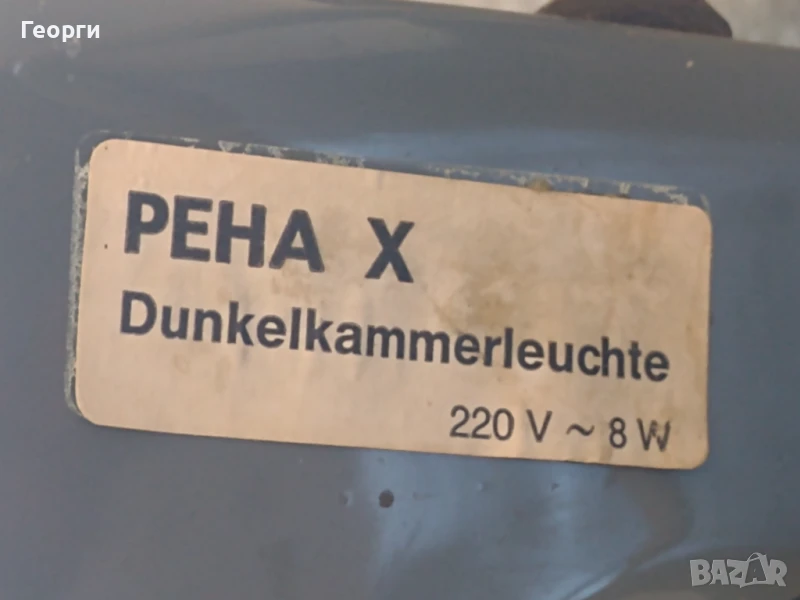 Георги
PEHA X
Dunkelkammerleuchte
220 V ~ 8 W
BAZAR